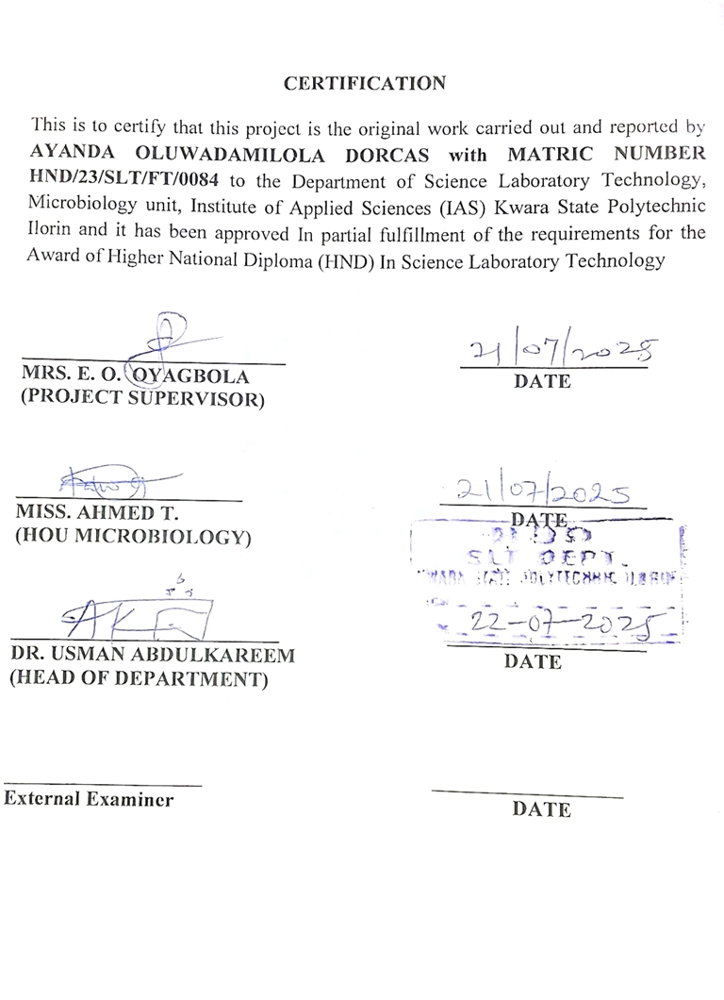 CERTIFICATION
This is to certify that this project is the original work carried out and reported by
AYANDA OLUWADAMILOLA DORCAS with MATRIC NUMBER
HND/23/SLT/FT/0084 to the Department of Science Laboratory Technology,
Microbiology unit, Institute of Applied Sciences (IAS) Kwara State Polytechnic
Ilorin and it has been approved In partial fulfillment of the requirements for the
Award of Higher National Diploma (HND) In Science Laboratory Technology
21/07/2025
MRS. E. O. OYAGBOLA
DATE
(PROJECT SUPERVISOR)
21/07/2025
MISS. AHMED T.
DATE
(HOU MICROBIOLOGY)
SLT DEPT.
KWARA STATE POLYTECHNIC ILORIN
22-07-2025
DR. USMAN ABDULKAREEM
DATE
(HEAD OF DEPARTMENT)
External Examiner
DATE